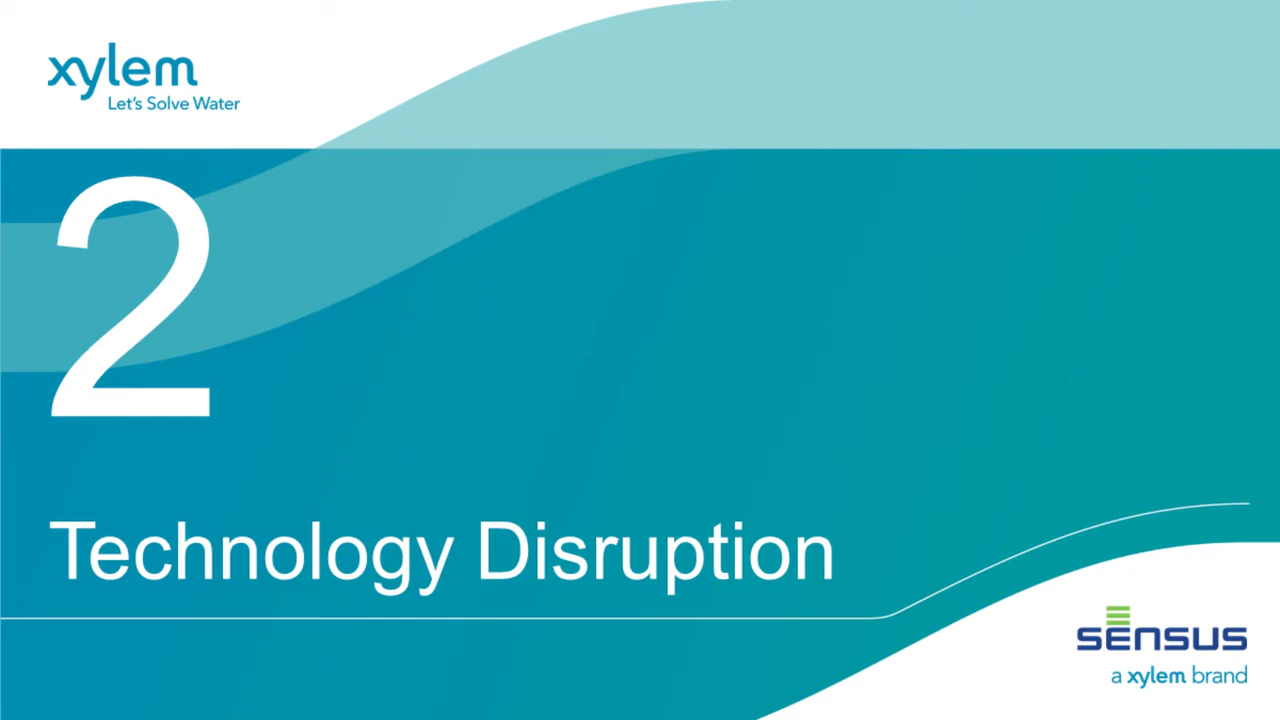 xylem
Let's Solve Water
2
Technology Disruption
sensus
a xylem brand